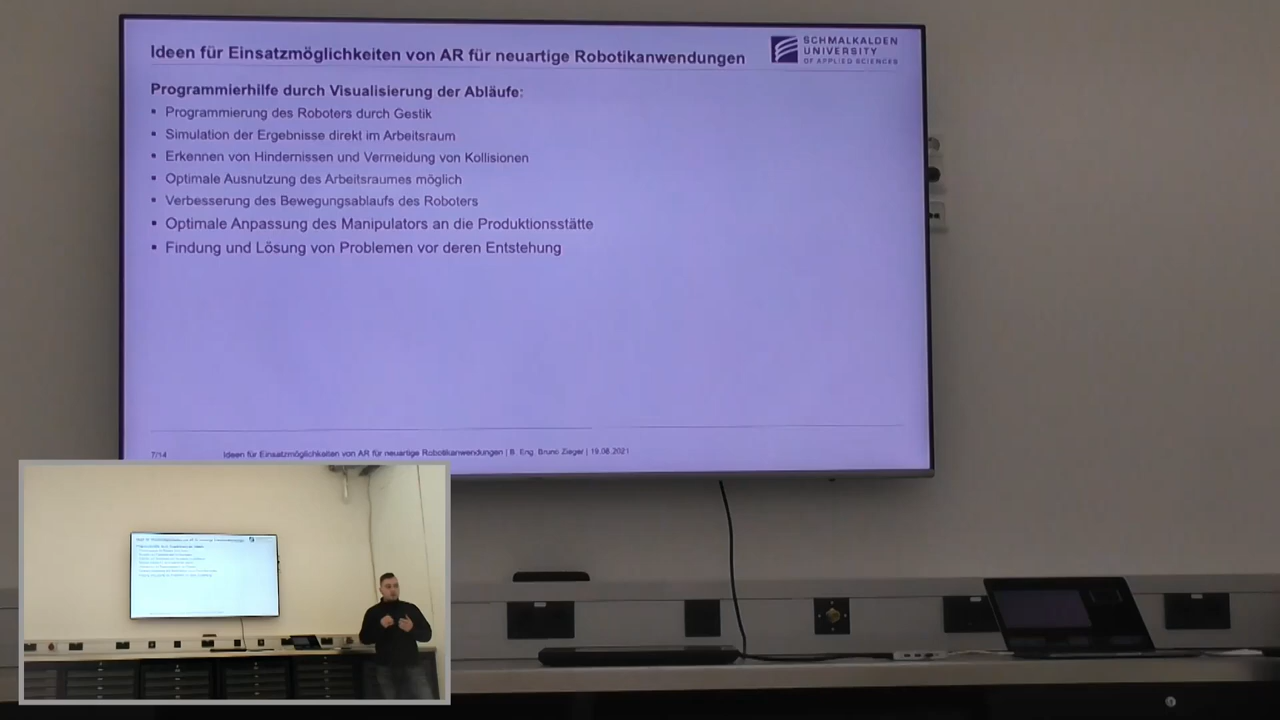 Ideen für Einsatzmöglichkeiten von AR für neuartige Robotikanwendungen
SCHMALKALDEN
UNIVERSITY
OF APPLIED SCIENCES
Programmierhilfe durch Visualisierung der Abläufe:
▪ Programmierung des Roboters durch Gestik
▪ Simulation der Ergebnisse direkt im Arbeitsraum
▪ Erkennen von Hindernissen und Vermeidung von Kollisionen
▪ Optimale Ausnutzung des Arbeitsraumes möglich
▪ Verbesserung des Bewegungsablaufs des Roboters
▪ Optimale Anpassung des Manipulators an die Produktionsstätte
▪ Findung und Lösung von Problemen vor deren Entstehung
7/14 Ideen für Einsatzmöglichkeiten von AR für neuartige Robotikanwendungen | B. Eng. Bruno Zieger | 19.08.2021